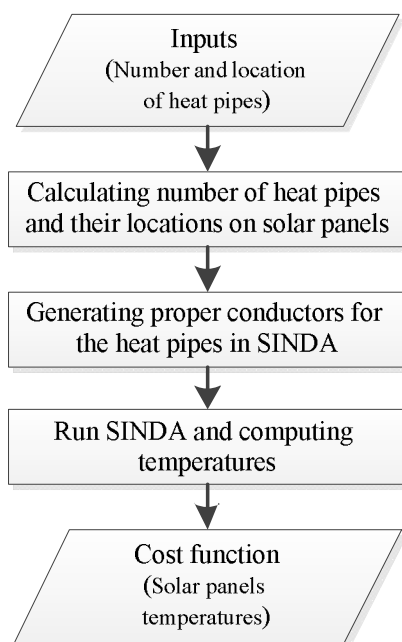 Inputs
(Number and location
of heat pipes)
Calculating number of heat pipes
and their locations on solar panels
Generating proper conductors for
the heat pipes in SINDA
Run SINDA and computing
temperatures
Cost function
(Solar panels
temperatures)